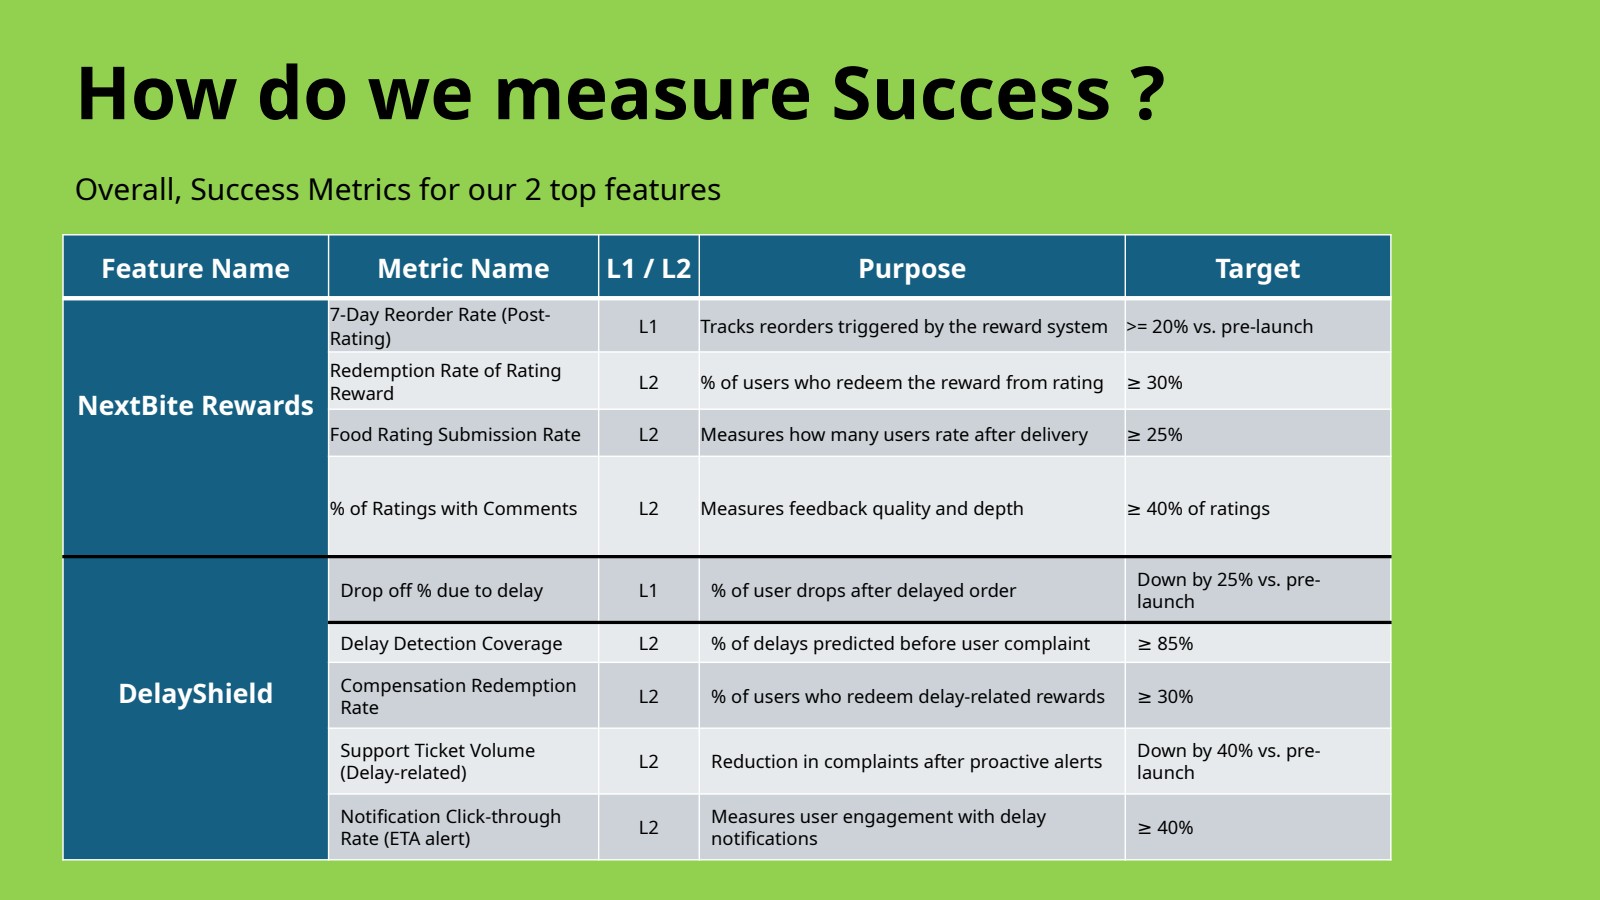 How do we measure Success ?
Overall, Success Metrics for our 2 top features
Feature Name
Metric Name
L1 / L2
Purpose
Target
NextBite Rewards
7-Day Reorder Rate (Post-
Rating)
L1
Tracks reorders triggered by the reward system
>= 20% vs. pre-launch
Redemption Rate of Rating
Reward
L2
% of users who redeem the reward from rating
≥ 30%
Food Rating Submission Rate
L2
Measures how many users rate after delivery
≥ 25%
% of Ratings with Comments
L2
Measures feedback quality and depth
≥ 40% of ratings
DelayShield
Drop off % due to delay
L1
% of user drops after delayed order
Down by 25% vs. pre-
launch
Delay Detection Coverage
L2
% of delays predicted before user complaint
≥ 85%
Compensation Redemption
Rate
L2
% of users who redeem delay-related rewards
≥ 30%
Support Ticket Volume
(Delay-related)
L2
Reduction in complaints after proactive alerts
Down by 40% vs. pre-
launch
Notification Click-through
Rate (ETA alert)
L2
Measures user engagement with delay
notifications
≥ 40%